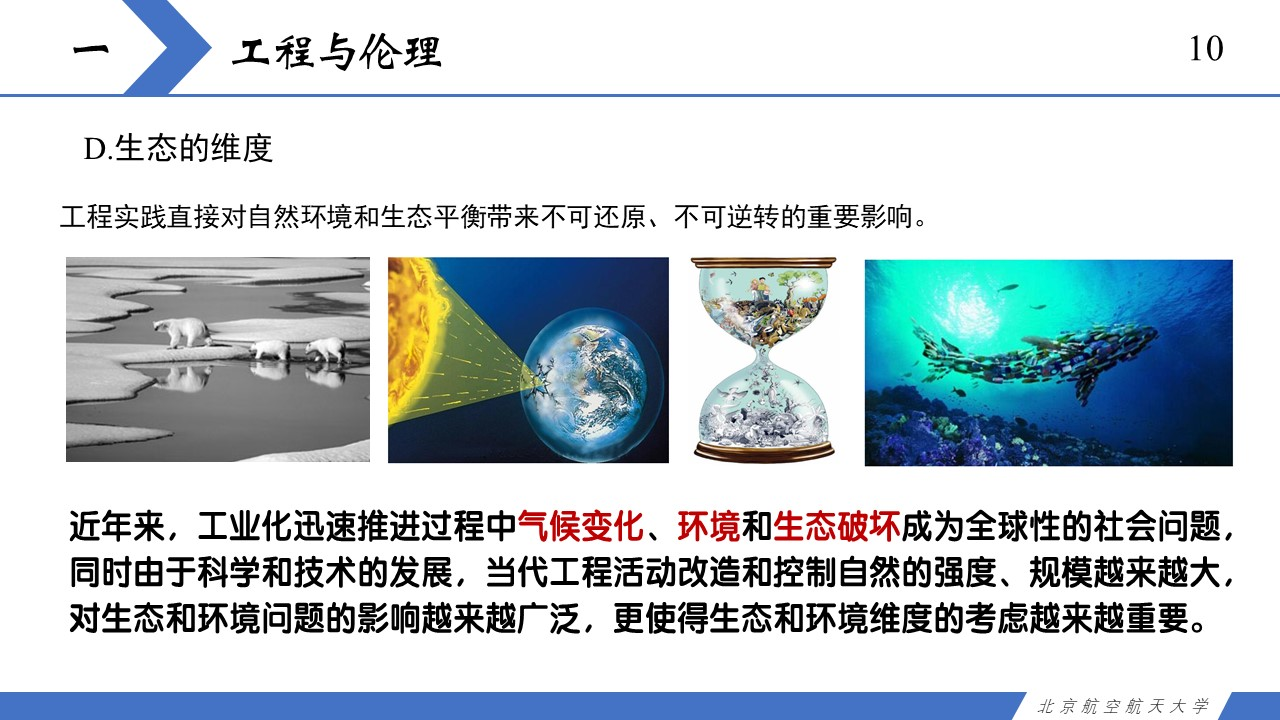 一
工程与伦理
10
D.生态的维度
工程实践直接对自然环境和生态平衡带来不可还原、不可逆转的重要影响。
近年来，工业化迅速推进过程中气候变化、环境和生态破坏成为全球性的社会问题，
同时由于科学和技术的发展，当代工程活动改造和控制自然的强度、规模越来越大，
对生态和环境问题的影响越来越广泛，更使得生态和环境维度的考虑越来越重要。
北京航空航天大学